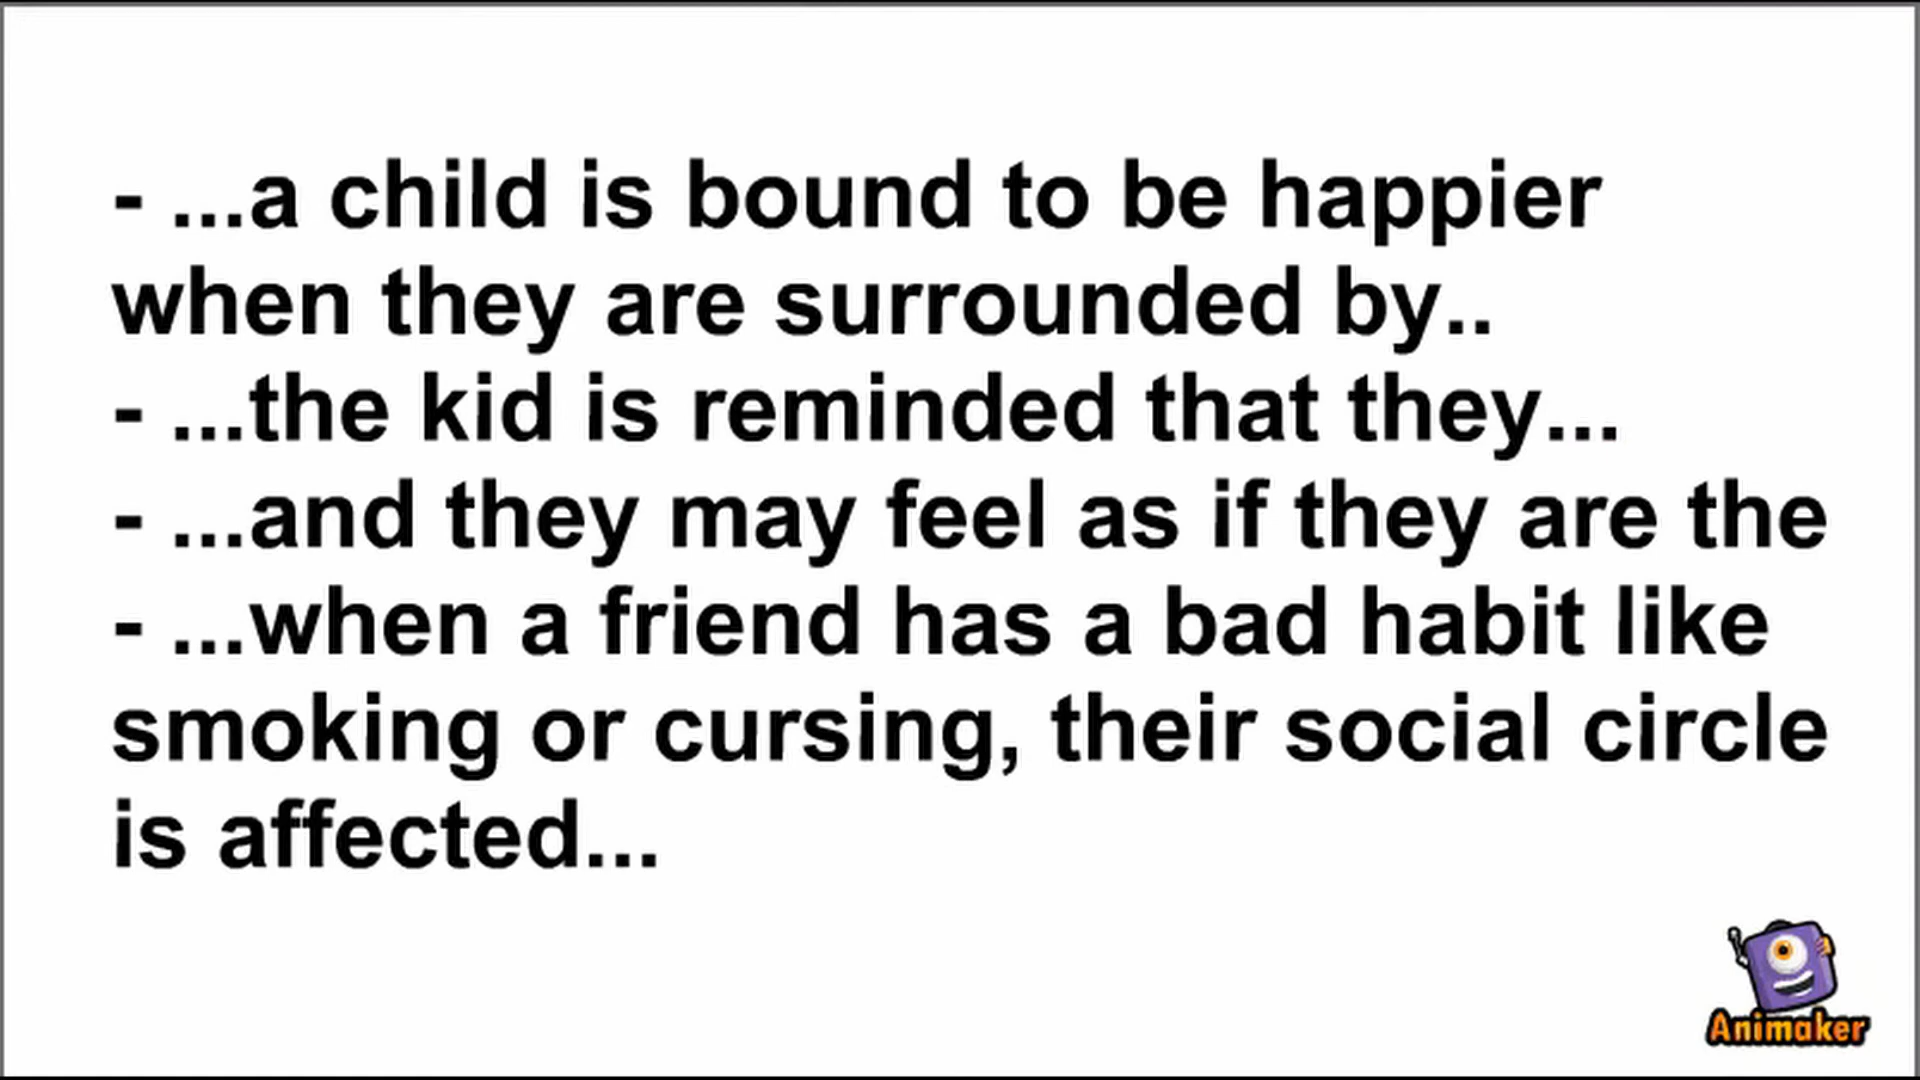 - ...a child is bound to be happier
when they are surrounded by..
- ...the kid is reminded that they...
- ...and they may feel as if they are the
- ...when a friend has a bad habit like
smoking or cursing, their social circle
is affected...
Animaker